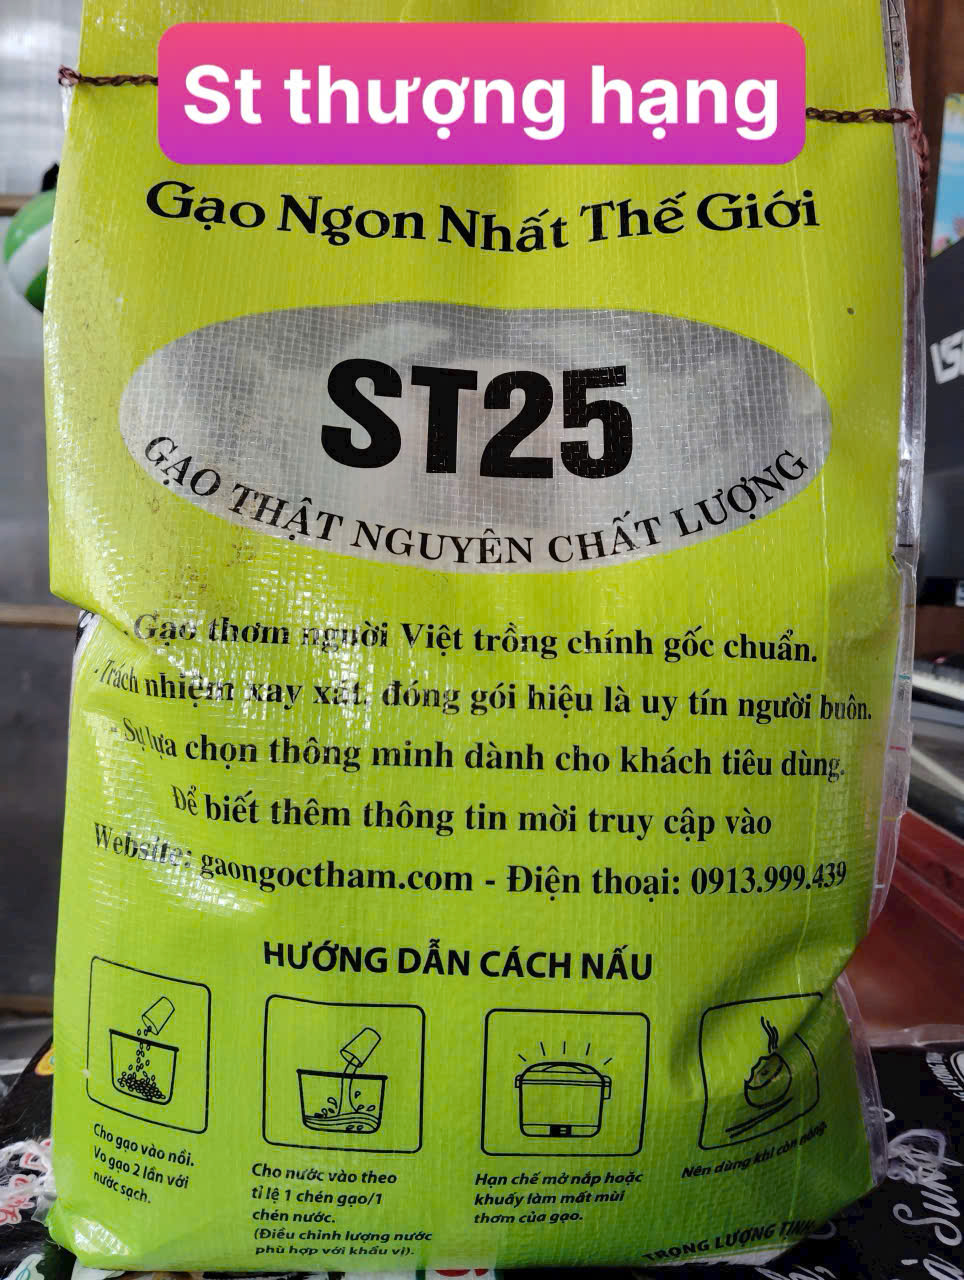 St thượng hạng
Gạo Ngon Nhất Thế Giới
ST25
GẠO THẬT NGUYÊN CHẤT LƯỢNG
.Gạo thơm người Việt trồng chính gốc chuẩn.
. Trách nhiệm xay xát, đóng gói hiệu là uy tín người buôn.
- Sự lựa chọn thông minh dành cho khách tiêu dùng.
Để biết thêm thông tin mời truy cập vào
Website: gaongoctham.com - Điện thoại: 0913.999.439
HƯỚNG DẪN CÁCH NẤU
Cho gạo vào nồi.
Vo gạo 2 lần với
nước sạch.
Cho nước vào theo
tỉ lệ 1 chén gạo/1
chén nước.
(Điều chỉnh lượng nước
phù hợp với khẩu vị).
Hạn chế mở nắp hoặc
khuấy làm mất mùi
thơm của gạo.
Nên dùng khi còn nóng.
TRỌNG LƯỢNG TỊNH